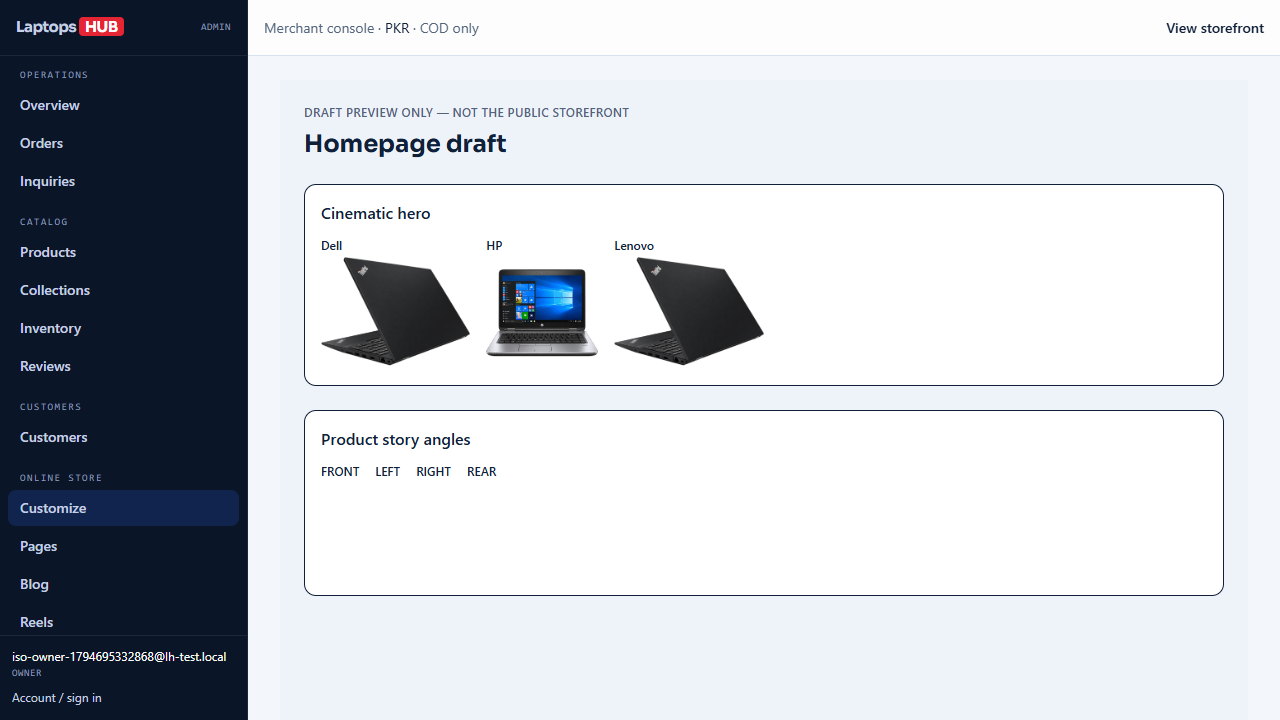 Laptops HUB
ADMIN
OPERATIONS
Overview
Orders
Inquiries
CATALOG
Products
Collections
Inventory
Reviews
CUSTOMERS
Customers
ONLINE STORE
Customize
Pages
Blog
Reels
iso-owner-1794695332868@lh-test.local
OWNER
Account / sign in
Merchant console · PKR · COD only
View storefront
DRAFT PREVIEW ONLY — NOT THE PUBLIC STOREFRONT
Homepage draft
Cinematic hero
Dell
HP
Lenovo
Product story angles
FRONT LEFT RIGHT REAR